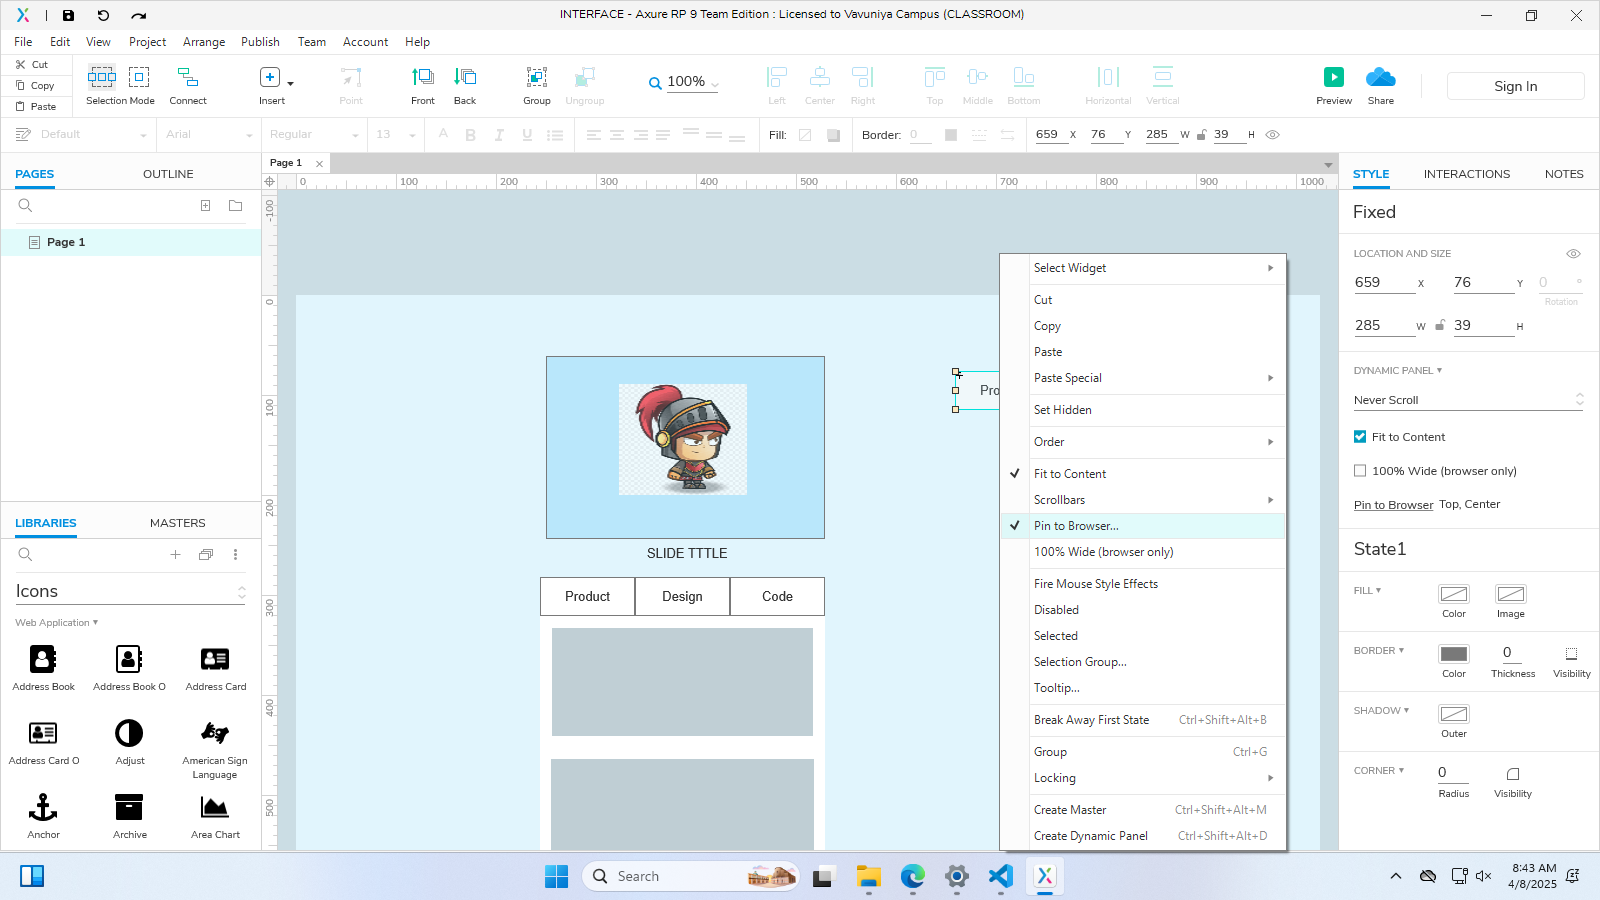 INTERFACE - Axure RP 9 Team Edition : Licensed to Vavuniya Campus (CLASSROOM)
File Edit View Project Arrange Publish Team Account Help
Cut
Copy
Paste
Selection Mode Connect Insert Point Front Back Group Ungroup 100% Left Center Right Top Middle Bottom Horizontal Vertical Preview Share Sign In
Default Arial Regular 13 Fill: Border: 0 659 X 76 Y 285 W 39 H
PAGES OUTLINE
Page 1
Page 1
0 100 200 300 400 500 600 700 800 900 1000
-100
0
100
200
300
400
500
LIBRARIES MASTERS
Icons
Web Application
Address Book Address Book O Address Card
Address Card O Adjust American Sign Language
Anchor Archive Area Chart
SLIDE TTTLE
Product Design Code
Pro
Select Widget
Cut
Copy
Paste
Paste Special
Set Hidden
Order
Fit to Content
Scrollbars
Pin to Browser...
100% Wide (browser only)
Fire Mouse Style Effects
Disabled
Selected
Selection Group...
Tooltip...
Break Away First State Ctrl+Shift+Alt+B
Group Ctrl+G
Locking
Create Master Ctrl+Shift+Alt+M
Create Dynamic Panel Ctrl+Shift+Alt+D
STYLE INTERACTIONS NOTES
Fixed
LOCATION AND SIZE
659 X 76 Y 0 °
Rotation
285 W 39 H
DYNAMIC PANEL
Never Scroll
Fit to Content
100% Wide (browser only)
Pin to Browser Top, Center
State1
FILL
Color Image
BORDER 0
Color Thickness Visibility
SHADOW
Outer
CORNER 0
Radius Visibility
Search
8:43 AM
4/8/2025